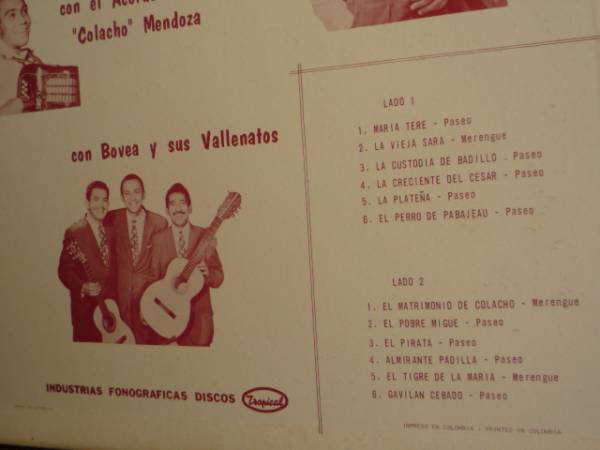 con el Acorde
"Colacho" Mendoza
con Bovea y sus Vallenatos
INDUSTRIAS FONOGRAFICAS DISCOS Tropical
LADO 1
1. MARIA TERE - Paseo
2. LA VIEJA SARA - Merengue
3. LA CUSTODIA DE BADILLO . Paseo
4. LA CRECIENTE DEL CESAR - Paseo
5. LA PLATEÑA - Paseo
6. EL PERRO DE PABAJEAU - Paseo
LADO 2
1. EL MATRIMONIO DE COLACHO - Merengue
2. EL POBRE MIGUE - Paseo
3. EL PIRATA - Paseo
4. ALMIRANTE PADILLA - Paseo
5. EL TIGRE DE LA MARIA - Merengue
6. GAVILAN CEBADO - Paseo
IMPRESO EN COLOMBIA - PRINTED IN COLOMBIA